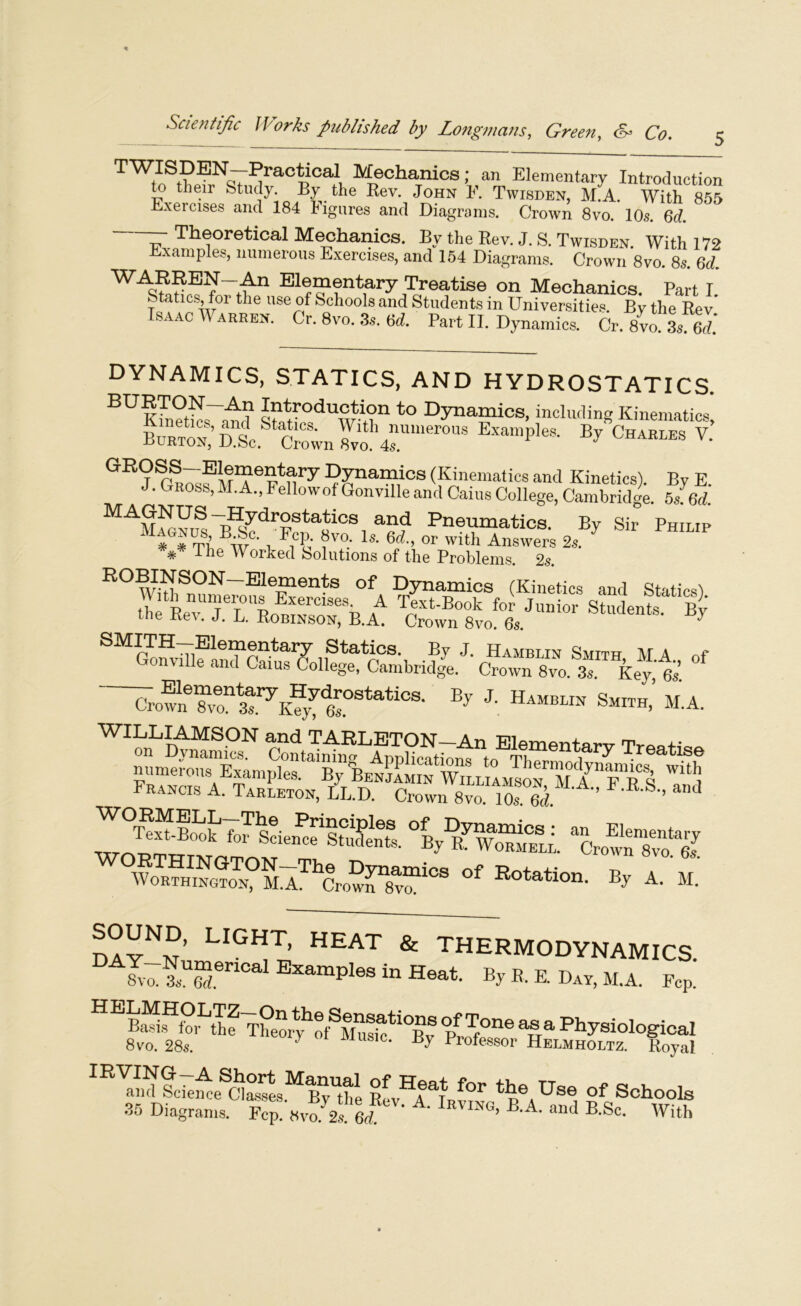 Scientific Works published by Longmans, Green, & Co. 5
TWISDEN—Practical Mechanics; an Elementary Introduction
to their Study. By the Rev. John F. Twisden, M.A. With 855
Exercises and 184 Figures and Diagrams. Crown 8vo. 10s. 6d.
—— Theoretical Mechanics. By the Rev. J. S. Twisden. With 172
Examples, numerous Exercises, and 154 Diagrams. Crown 8vo. 8s. 6d.
WARREN—An Elementary Treatise on Mechanics. Part I.
Statics, for the use of Schools and Students in Universities. By the Rev.
Isaac Warren. Cr. 8vo. 3s. 6d. Part II. Dynamics. Cr. 8vo. 3s. 6d.
DYNAMICS, STATICS, AND HYDROSTATICS.
BURTON—An Introduction to Dynamics, including Kinematics,
Kinetics, and Statics. With numerous Examples. By Charles V.
Burton, D.Sc. Crown 8vo. 4s.
GROSS—Elementary Dynamics (Kinematics and Kinetics). By E.
J. Gross, M.A., Fellow of Gonville and Caius College, Cambridge. 5s. 6d.
MAGNUS—Hydrostatics and Pneumatics. By Sir Philip
Magnus, B.Sc. Fcp. 8vo. 1s. 6d., or with Answers 2s.
*** The Worked Solutions of the Problems. 2s.
ROBINSON—Elements of Dynamics (Kinetics and Statics).
With numerous Exercises. A Text-Book for Junior Students. By
the Rev. J. L. Robinson, B.A. Crown 8vo. 6s.
SMITH—Elementary Statics. By J. Hamblin Smith, M.A., of
Gonville and Caius College, Cambridge. Crown 8vo. 3s. Key, 6s.
—— Elementary Hydrostatics. By J. Hamblin Smith, M.A.
Crown 8vo. 3s. Key, 6s.
WILLIAMSON and TARLETON—An Elementary Treatise
on Dynamics. Containing Applications to Thermodynamics, with
numerous Examples. By Benjamin Williamson, M.A., F.R.S., and
Francis A. Tarleton, LL.D. Crown 8vo. 10s. 6d.
WORMELL—The Principles of Dynamics: an Elementary
Text-Book for Science Students. By R. Wormell. Crown 8vo. 6s.
WORTHINGTON—The Dynamics of Rotation. By A. M.
Worthington, M.A. Crown 8vo.
SOUND, LIGHT, HEAT & THERMODYNAMICS.
DAY—Numerical Examples in Heat. By R. E. Day, M.A. Fcp.
8vo. 3s. 6d.
HELMHOLTZ—On the Sensations of Tone as a Physiological
Basis for the Theory of Music. By Professor Helmholtz. Royal
8vo. 28s.
IRVING—A Short Manual of Heat for the Use of Schools
and Science Classes. By the Rev. A. Irving, B.A. and B.Sc. With
35 Diagrams. Fcp. 8vo. 2s. 6d.